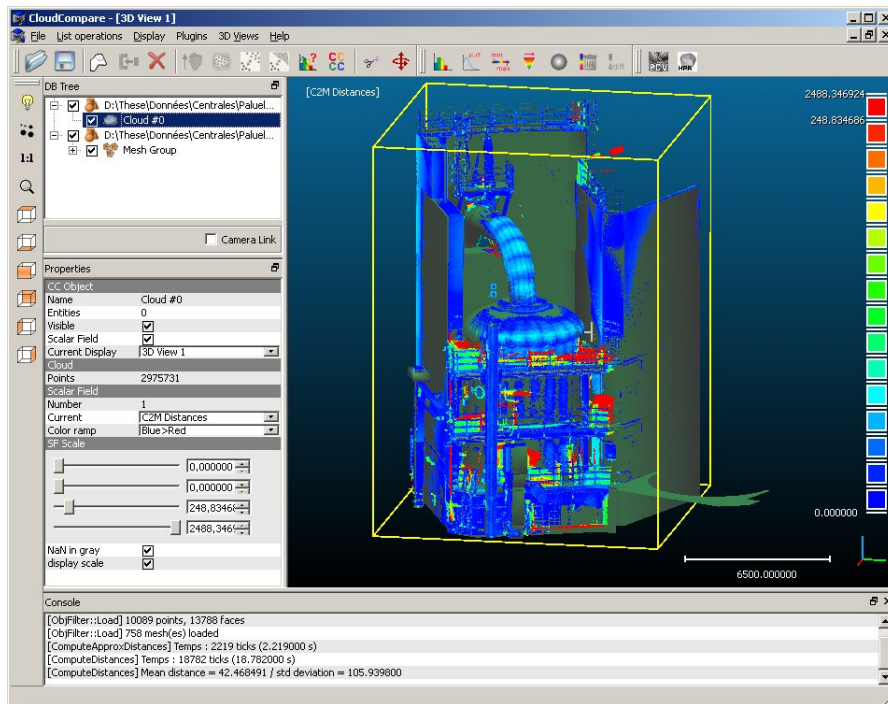 CloudCompare - [3D View 1]
File List operations Display Plugins 3D Views Help
1:1
DB Tree
D:\These\Données\Centrales\Paluel...
Cloud #0
D:\These\Données\Centrales\Paluel...
Mesh Group
Camera Link
Properties
CC Object
Name Cloud #0
Entities 0
Visible
Scalar Field
Current Display 3D View 1
Cloud
Points 2975731
Scalar Field
Number 1
Current C2M Distances
Color ramp Blue>Red
SF Scale
0,000000
0,000000
248,8346
2488,346
NaN in gray
display scale
[C2M Distances]
2488.346924
248.834686
0.000000
6500.000000
Console
[ObjFilter::Load] 10089 points, 13788 faces
[ObjFilter::Load] 758 mesh(es) loaded
[ComputeApproxDistances] Temps : 2219 ticks (2.219000 s)
[ComputeDistances] Temps : 18782 ticks (18.782000 s)
[ComputeDistances] Mean distance = 42.468491 / std deviation = 105.939800